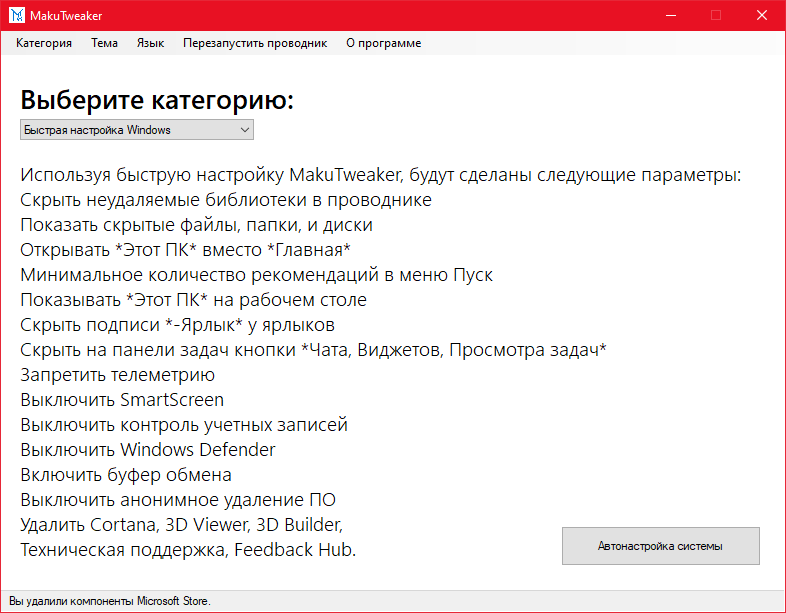 MakuTweaker
Категория Тема Язык Перезапустить проводник О программе
Выберите категорию:
Быстрая настройка Windows
Используя быструю настройку MakuTweaker, будут сделаны следующие параметры:
Скрыть неудаляемые библиотеки в проводнике
Показать скрытые файлы, папки, и диски
Открывать *Этот ПК* вместо *Главная*
Минимальное количество рекомендаций в меню Пуск
Показывать *Этот ПК* на рабочем столе
Скрыть подписи *-Ярлык* у ярлыков
Скрыть на панели задач кнопки *Чата, Виджетов, Просмотра задач*
Запретить телеметрию
Выключить SmartScreen
Выключить контроль учетных записей
Выключить Windows Defender
Включить буфер обмена
Выключить анонимное удаление ПО
Удалить Cortana, 3D Viewer, 3D Builder,
Техническая поддержка, Feedback Hub.
Автонастройка системы
Вы удалили компоненты Microsoft Store.